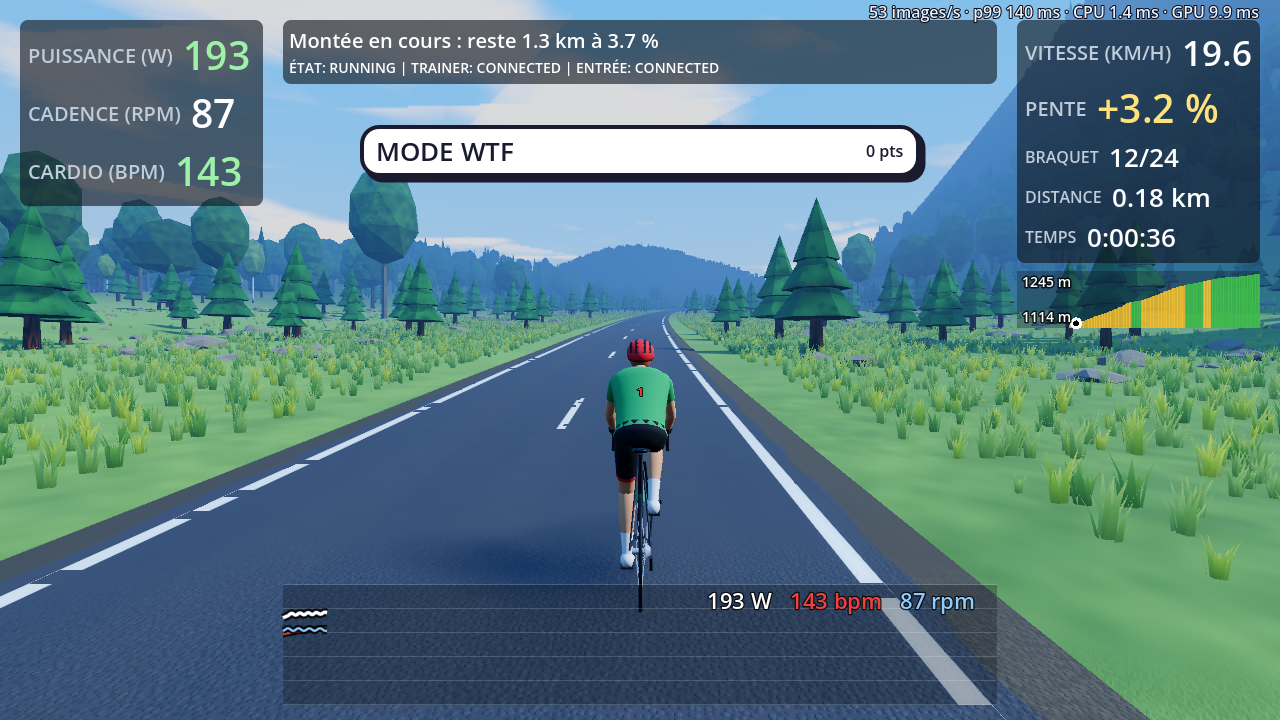 53 images/s · p99 140 ms · CPU 1.4 ms · GPU 9.9 ms
PUISSANCE (W) 193
CADENCE (RPM) 87
CARDIO (BPM) 143
Montée en cours : reste 1.3 km à 3.7 %
ÉTAT: RUNNING | TRAINER: CONNECTED | ENTRÉE: CONNECTED
MODE WTF 0 pts
VITESSE (KM/H) 19.6
PENTE +3.2 %
BRAQUET 12/24
DISTANCE 0.18 km
TEMPS 0:00:36
1245 m
1114 m
1
193 W 143 bpm 87 rpm